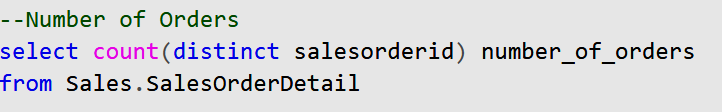 --Number of Orders
select count(distinct salesorderid) number_of_orders
from Sales.SalesOrderDetail